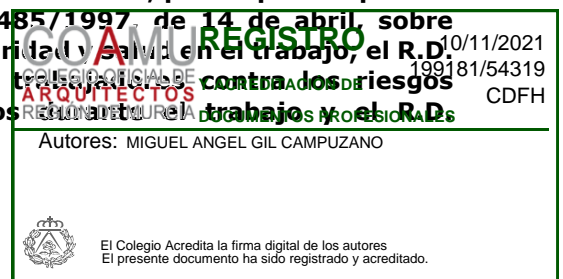 485/1997, de 14 de abril, sobre
ridad y salud en el trabajo, el R.D.
contra los riesgos
trabajo y el R.D.
COAMU
COLEGIO OFICIAL DE
ARQUITECTOS
REGIÓN DE MURCIA
REGISTRO
Y ACREDITACIÓN DE
DOCUMENTOS PROFESIONALES
10/11/2021
199181/54319
CDFH
Autores: MIGUEL ANGEL GIL CAMPUZANO
El Colegio Acredita la firma digital de los autores
El presente documento ha sido registrado y acreditado.